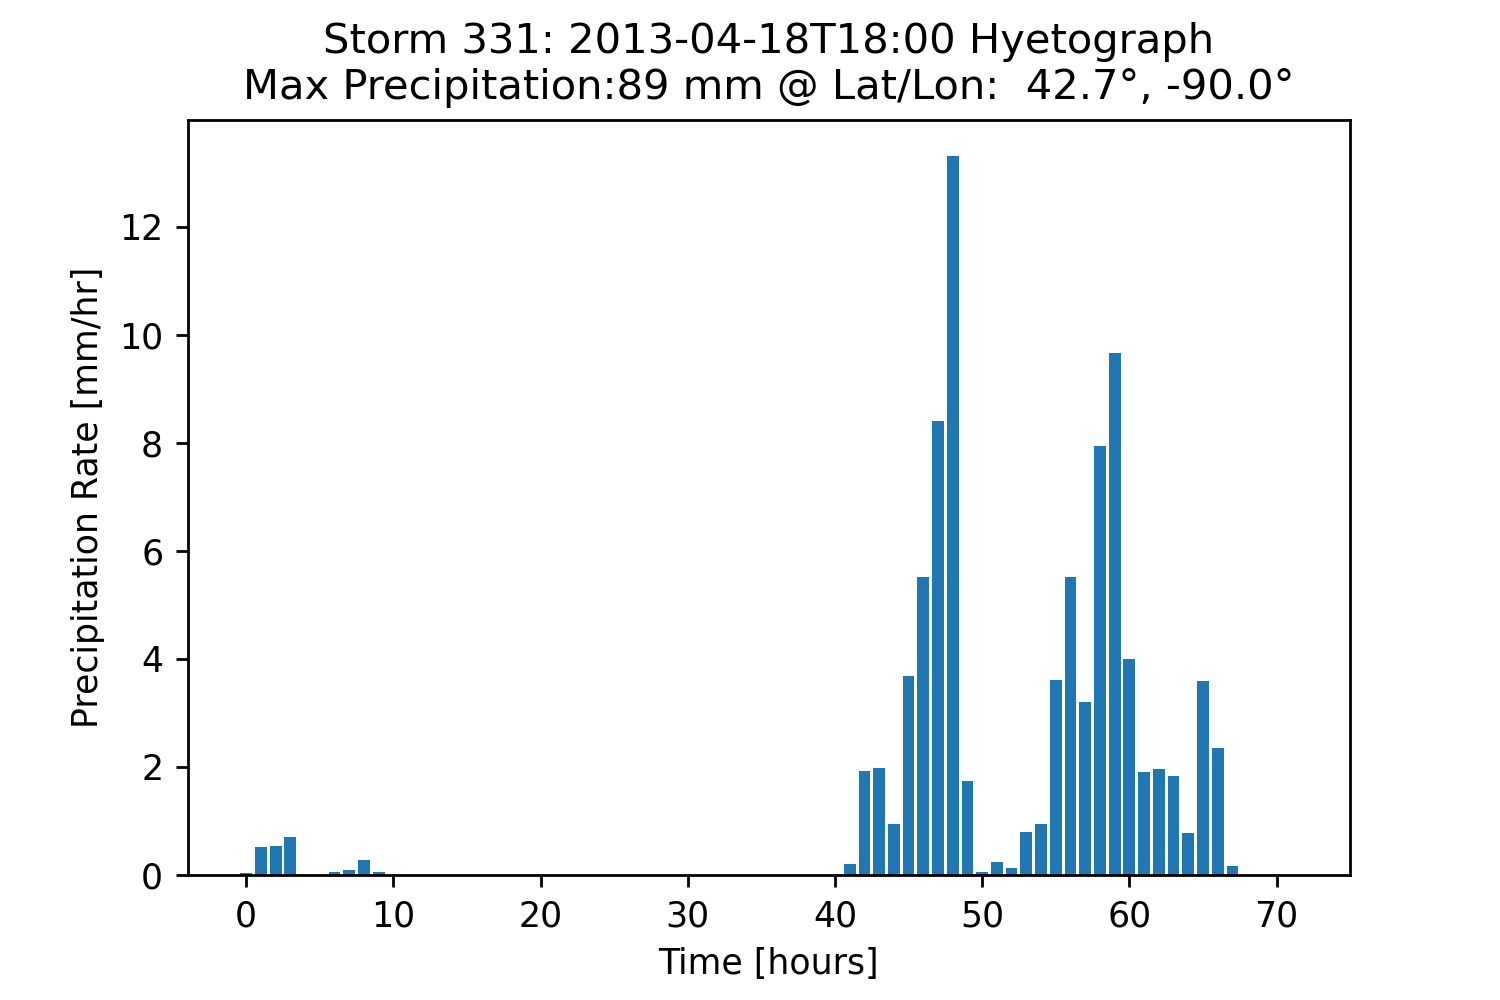 Storm 331: 2013-04-18T18:00 Hyetograph
Max Precipitation:89 mm @ Lat/Lon:  42.7°, -90.0°
Precipitation Rate [mm/hr]
12
10
8
6
4
2
0
0 10 20 30 40 50 60 70
Time [hours]